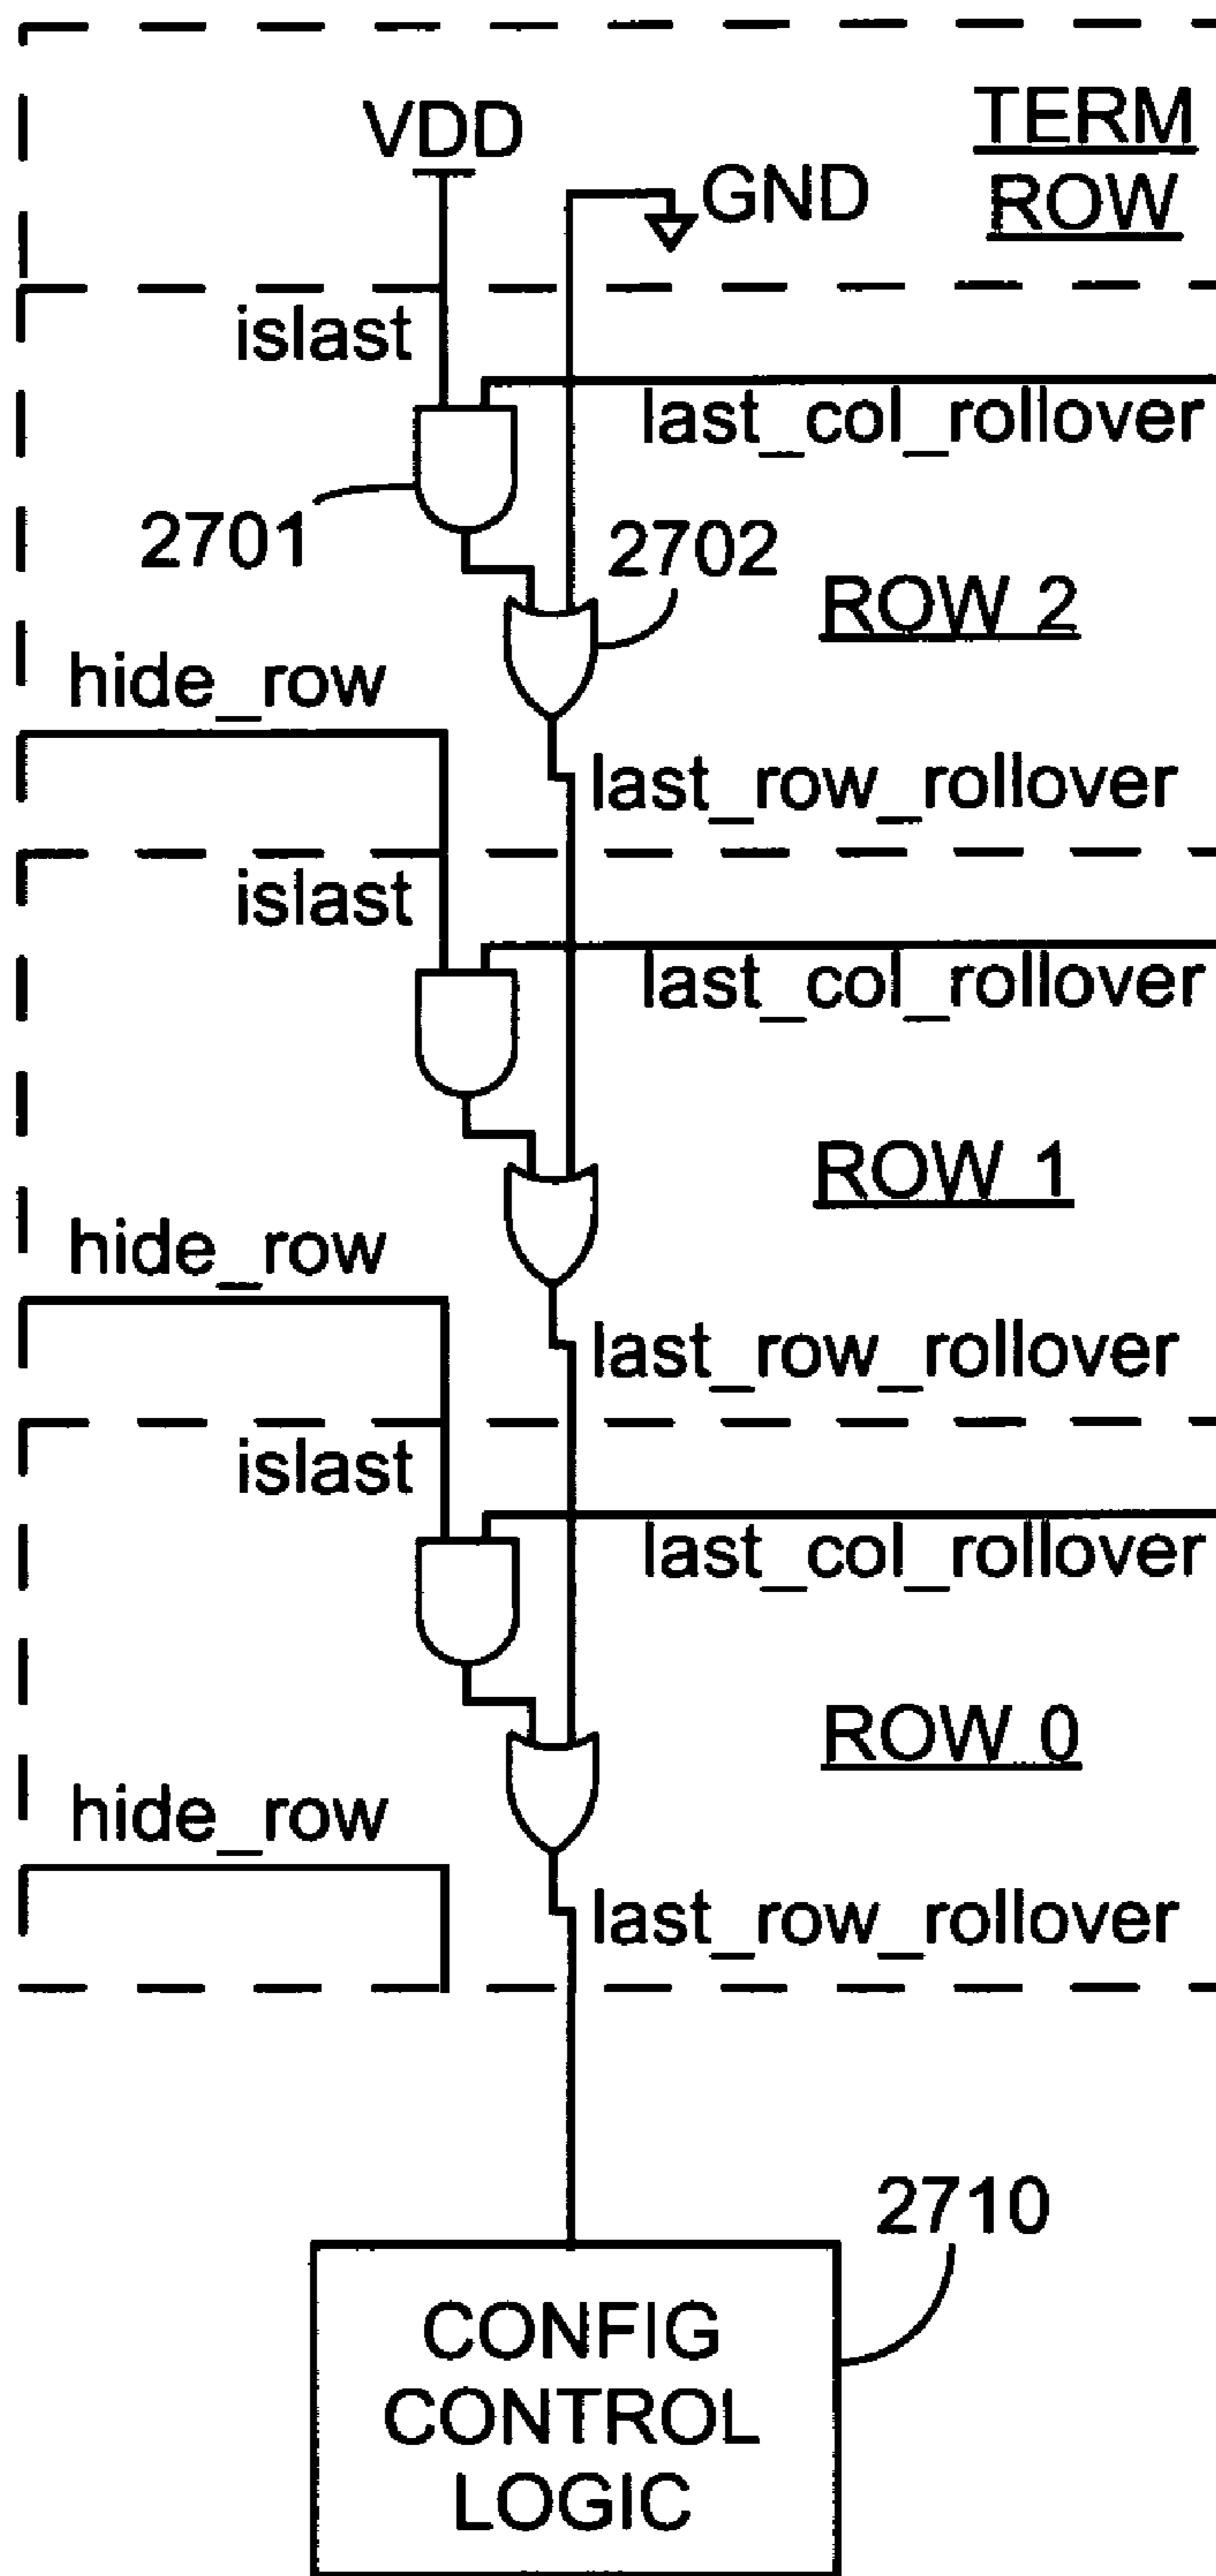 VDD
GND
TERM
ROW
islast
last_col_rollover
2701
2702
ROW 2
hide_row
last_row_rollover
islast
last_col_rollover
ROW 1
hide_row
last_row_rollover
islast
last_col_rollover
ROW 0
hide_row
last_row_rollover
2710
CONFIG
CONTROL
LOGIC